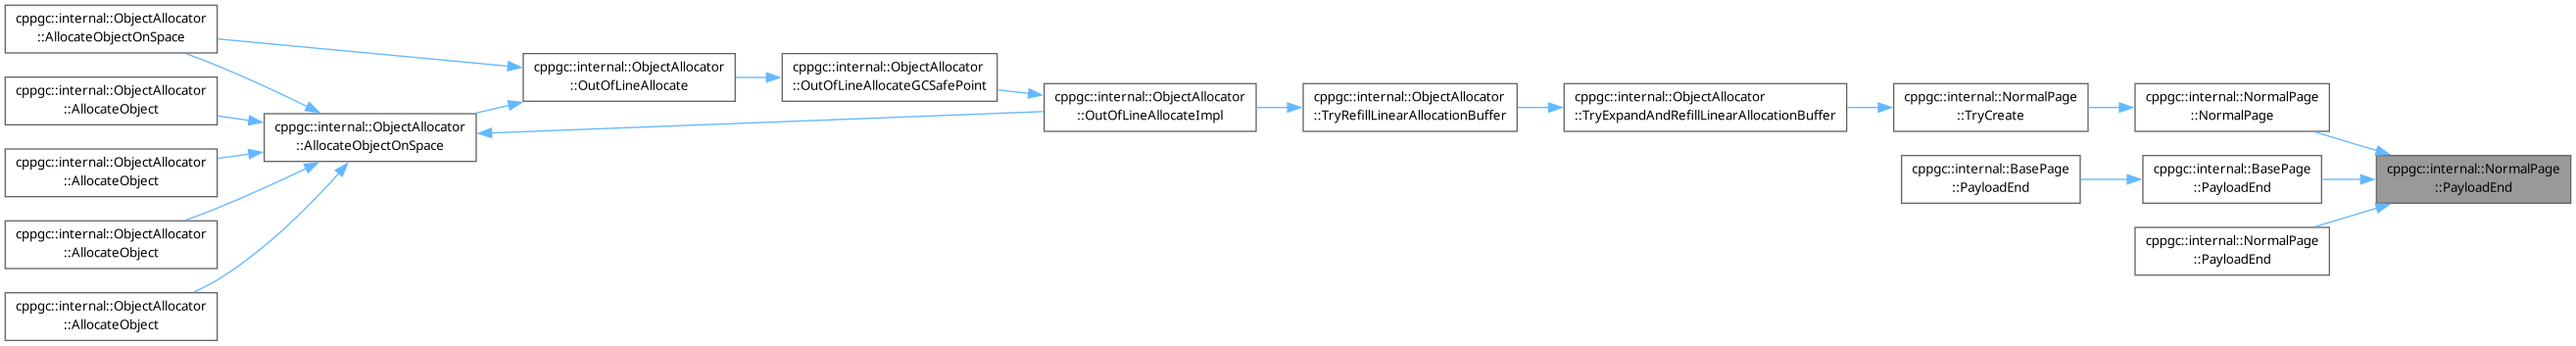 cppgc::internal::ObjectAllocator
::AllocateObjectOnSpace
cppgc::internal::ObjectAllocator
::AllocateObject
cppgc::internal::ObjectAllocator
::AllocateObject
cppgc::internal::ObjectAllocator
::AllocateObject
cppgc::internal::ObjectAllocator
::AllocateObject
cppgc::internal::ObjectAllocator
::AllocateObjectOnSpace
cppgc::internal::ObjectAllocator
::OutOfLineAllocate
cppgc::internal::ObjectAllocator
::OutOfLineAllocateGCSafePoint
cppgc::internal::ObjectAllocator
::OutOfLineAllocateImpl
cppgc::internal::ObjectAllocator
::TryRefillLinearAllocationBuffer
cppgc::internal::ObjectAllocator
::TryExpandAndRefillLinearAllocationBuffer
cppgc::internal::NormalPage
::TryCreate
cppgc::internal::NormalPage
::NormalPage
cppgc::internal::BasePage
::PayloadEnd
cppgc::internal::BasePage
::PayloadEnd
cppgc::internal::NormalPage
::PayloadEnd
cppgc::internal::NormalPage
::PayloadEnd